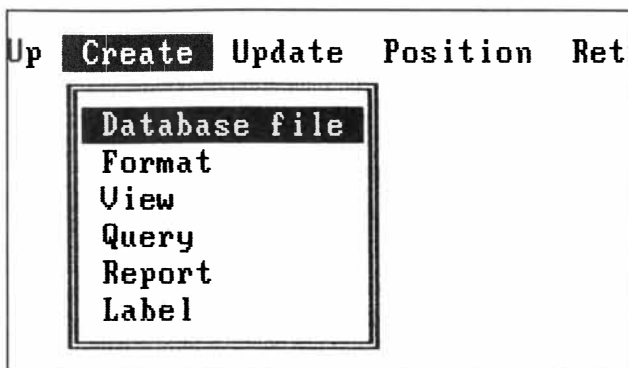 Up Create Update Position Ret
Database file
Format
View
Query
Report
Label